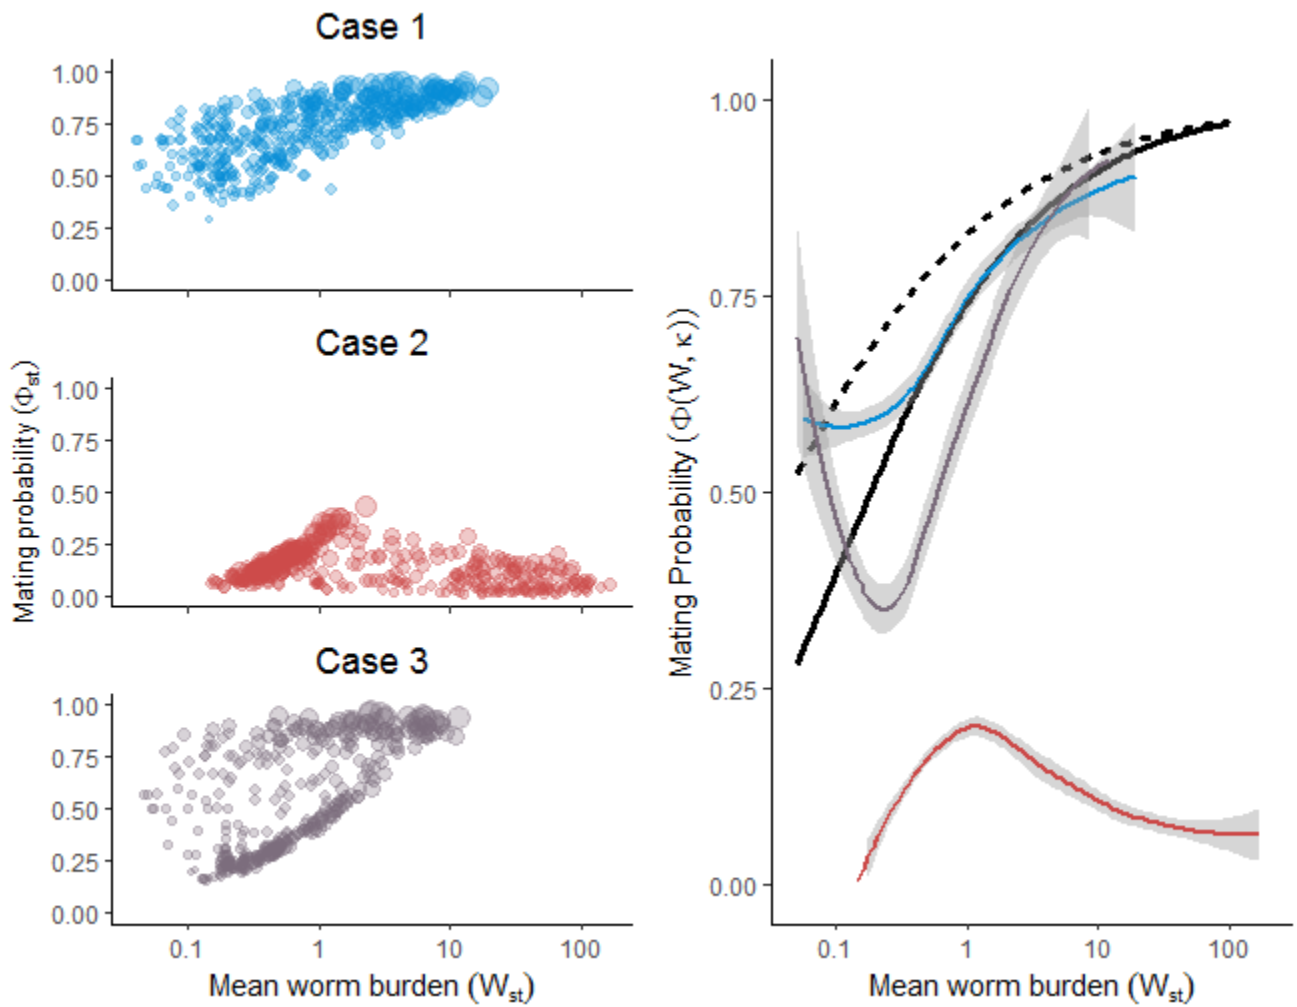 Case 1
1.00
0.75
0.50
0.25
0.00
Case 2
1.00
0.75
0.50
0.25
0.00
Case 3
1.00
0.75
0.50
0.25
0.00
0.1 1 10 100
Mean worm burden (Wst)
Mating probability (Φst)
1.00
0.75
0.50
0.25
0.00
0.1 1 10 100
Mean worm burden (Wst)
Mating Probability (Φ(W, κ))